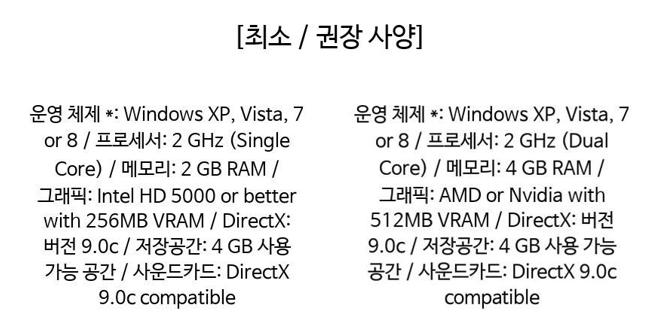 [최소 / 권장 사양]
운영 체제 *: Windows XP, Vista, 7
or 8 / 프로세서: 2 GHz (Single
Core) / 메모리: 2 GB RAM /
그래픽: Intel HD 5000 or better
with 256MB VRAM / DirectX:
버전 9.0c / 저장공간: 4 GB 사용
가능 공간 / 사운드카드: DirectX
9.0c compatible
운영 체제 *: Windows XP, Vista, 7
or 8 / 프로세서: 2 GHz (Dual
Core) / 메모리: 4 GB RAM /
그래픽: AMD or Nvidia with
512MB VRAM / DirectX: 버전
9.0c / 저장공간: 4 GB 사용 가능
공간 / 사운드카드: DirectX 9.0c
compatible